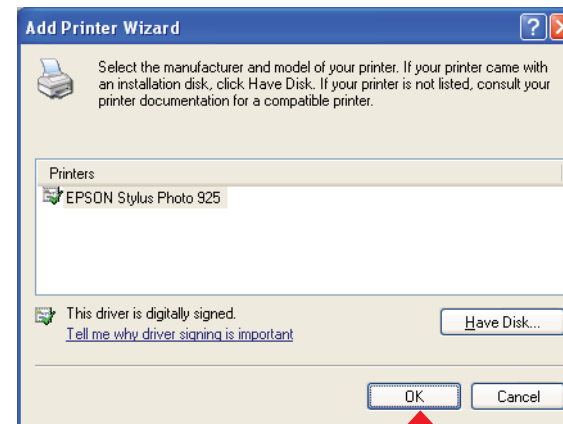 Add Printer Wizard
Select the manufacturer and model of your printer. If your printer came with
an installation disk, click Have Disk. If your printer is not listed, consult your
printer documentation for a compatible printer.
Printers
EPSON Stylus Photo 925
This driver is digitally signed.
Tell me why driver signing is important
Have Disk...
OK
Cancel